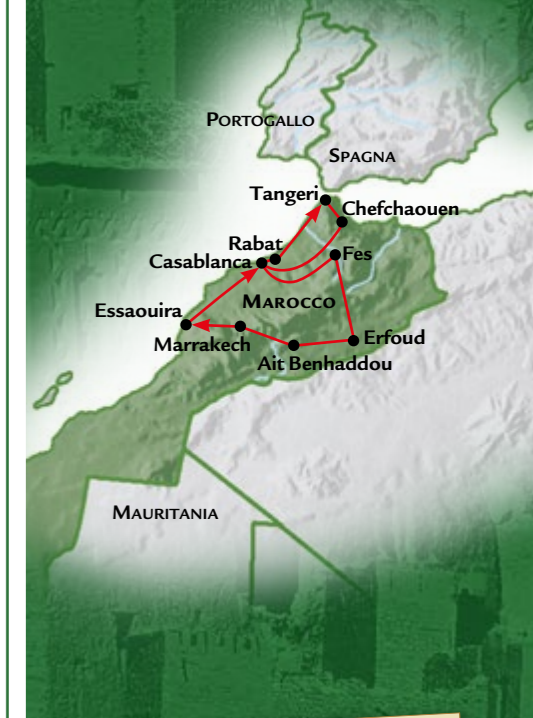 PORTOGALLO
SPAGNA
Tangeri
Chefchaouen
Rabat
Fes
Casablanca
MAROCCO
Essaouira
Marrakech
Erfoud
Ait Benhaddou
MAURITANIA